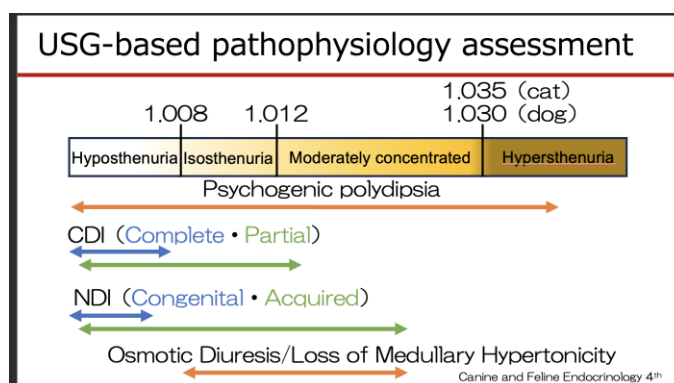 USG-based pathophysiology assessment
1.035 (cat)
1.008 1.012 1.030 (dog)
Hyposthenuria Isosthenuria Moderately concentrated Hypersthenuria
Psychogenic polydipsia
CDI (Complete・Partial)
NDI (Congenital・Acquired)
Osmotic Diuresis/Loss of Medullary Hypertonicity
Canine and Feline Endocrinology 4th